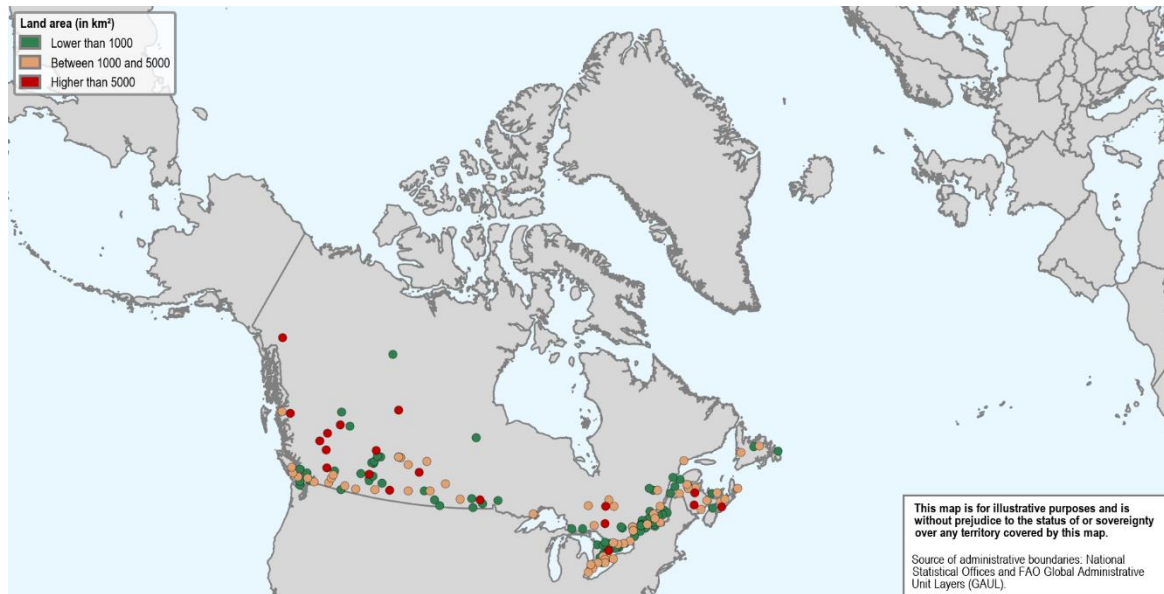 Land area (in km²)
Lower than 1000
Between 1000 and 5000
Higher than 5000
This map is for illustrative purposes and is
without prejudice to the status of or sovereignty
over any territory covered by this map.
Source of administrative boundaries: National
Statistical Offices and FAO Global Administrative
Unit Layers (GAUL).